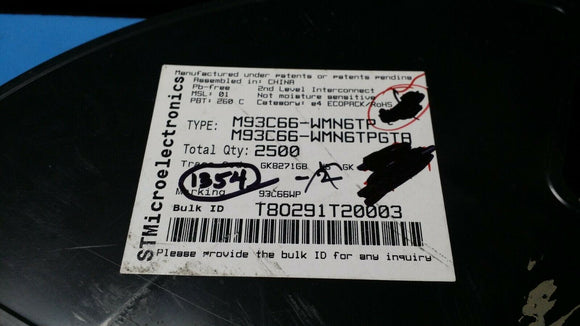 STMicroelectronics
Manufactured under patents or patents pending
Assembled in: CHINA
Pb-free 2nd Level Interconnect
MSL: 01 Not moisture sensitive
PBT: 260 C Category: e4 ECOPACK/RoHS
TYPE: M93C66-WMN6TP
M93C66-WMN6TPGTR
Total Qty: 2500
GK8271GB GK
1354
Marking 93C66WP
Bulk ID T80291T20003
Please provide the bulk ID for any inquiry